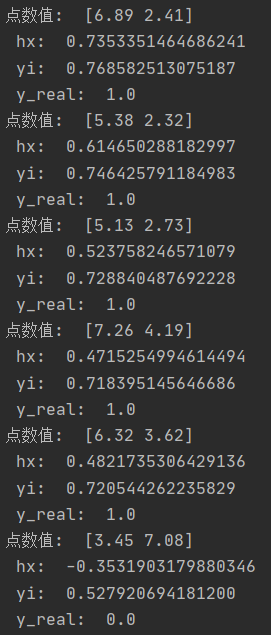 点数值:  [6.89 2.41]
hx:  0.7353351464686241
yi:  0.768582513075187
y_real:  1.0
点数值:  [5.38 2.32]
hx:  0.614650288182997
yi:  0.746425791184983
y_real:  1.0
点数值:  [5.13 2.73]
hx:  0.523758246571079
yi:  0.728840487692228
y_real:  1.0
点数值:  [7.26 4.19]
hx:  0.4715254994614494
yi:  0.718395145646686
y_real:  1.0
点数值:  [6.32 3.62]
hx:  0.4821735306429136
yi:  0.720544262235829
y_real:  1.0
点数值:  [3.45 7.08]
hx:  -0.3531903179880346
yi:  0.527920694181200
y_real:  0.0